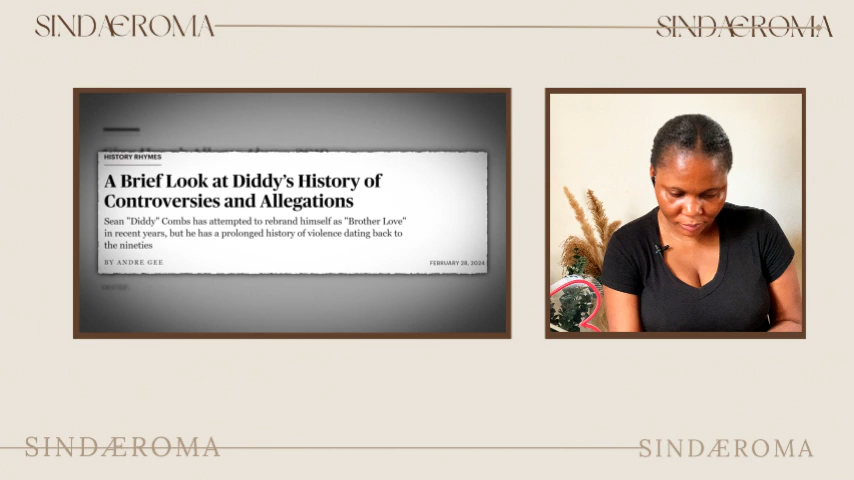 SINDÆROMA
SINDÆROMA
HISTORY RHYMES
A Brief Look at Diddy's History of
Controversies and Allegations
Sean "Diddy" Combs has attempted to rebrand himself as "Brother Love"
in recent years, but he has a prolonged history of violence dating back to
the nineties
BY ANDRE GEE
FEBRUARY 28, 2024
SINDÆROMA
SINDÆROMA